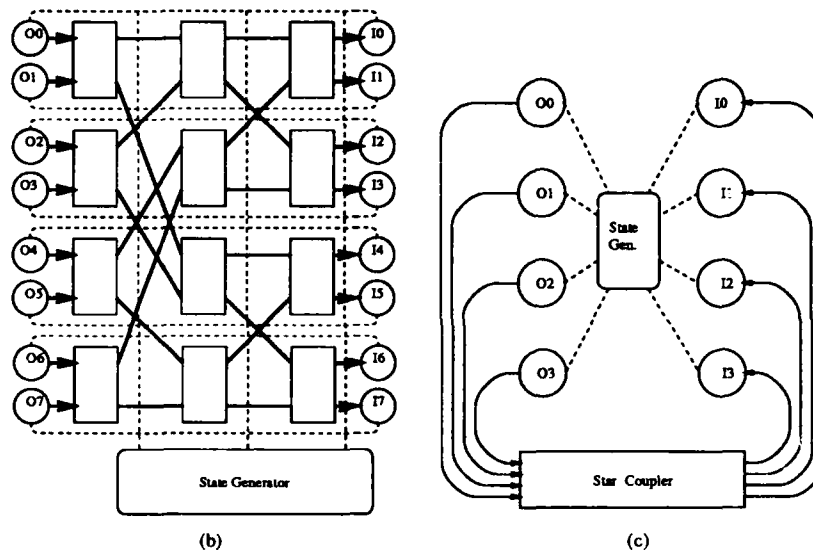 O0
I0
O1
I1
O2
I2
O3
I3
O4
I4
O5
I5
O6
I6
O7
I7
State Generator
(b)
O0
I0
O1
I1
State
Gen.
O2
I2
O3
I3
Star Coupler
(c)